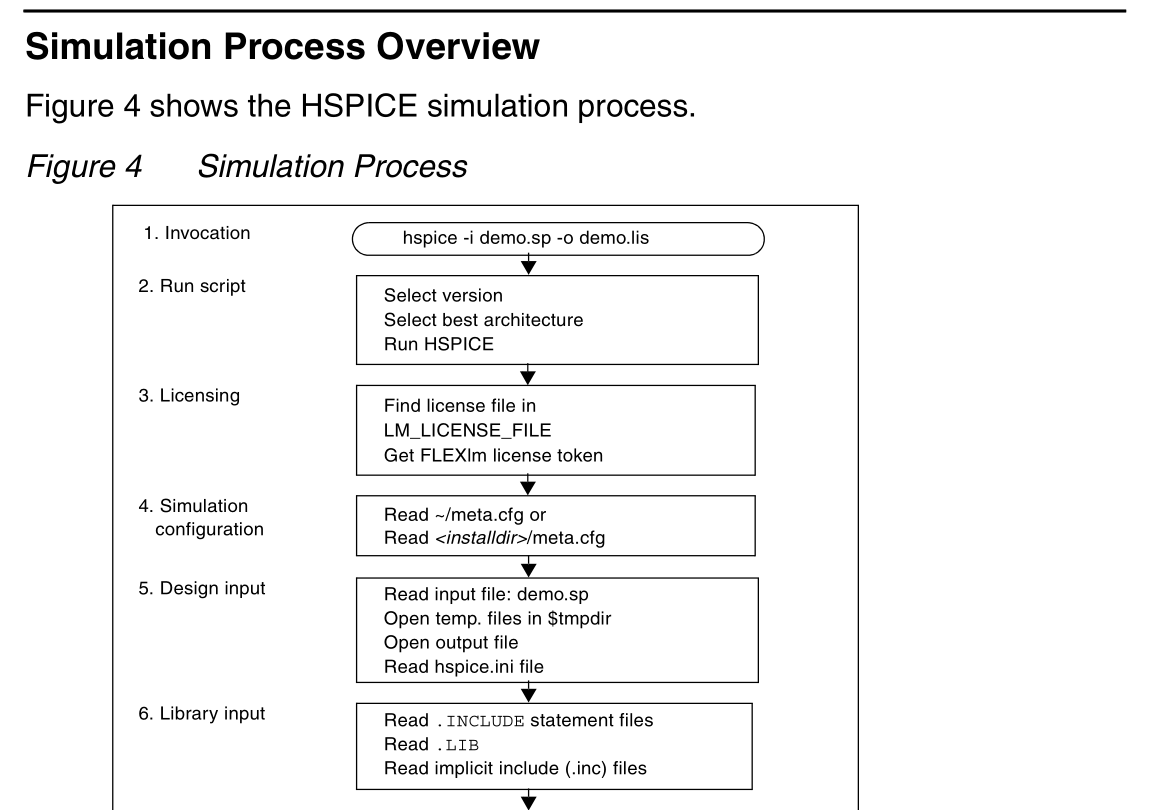 Simulation Process Overview
Figure 4 shows the HSPICE simulation process.
Figure 4 Simulation Process
1. Invocation
hspice -i demo.sp -o demo.lis
2. Run script
Select version
Select best architecture
Run HSPICE
3. Licensing
Find license file in
LM_LICENSE_FILE
Get FLEXlm license token
4. Simulation
configuration
Read ~/meta.cfg or
Read <installdir>/meta.cfg
5. Design input
Read input file: demo.sp
Open temp. files in $tmpdir
Open output file
Read hspice.ini file
6. Library input
Read .INCLUDE statement files
Read .LIB
Read implicit include (.inc) files